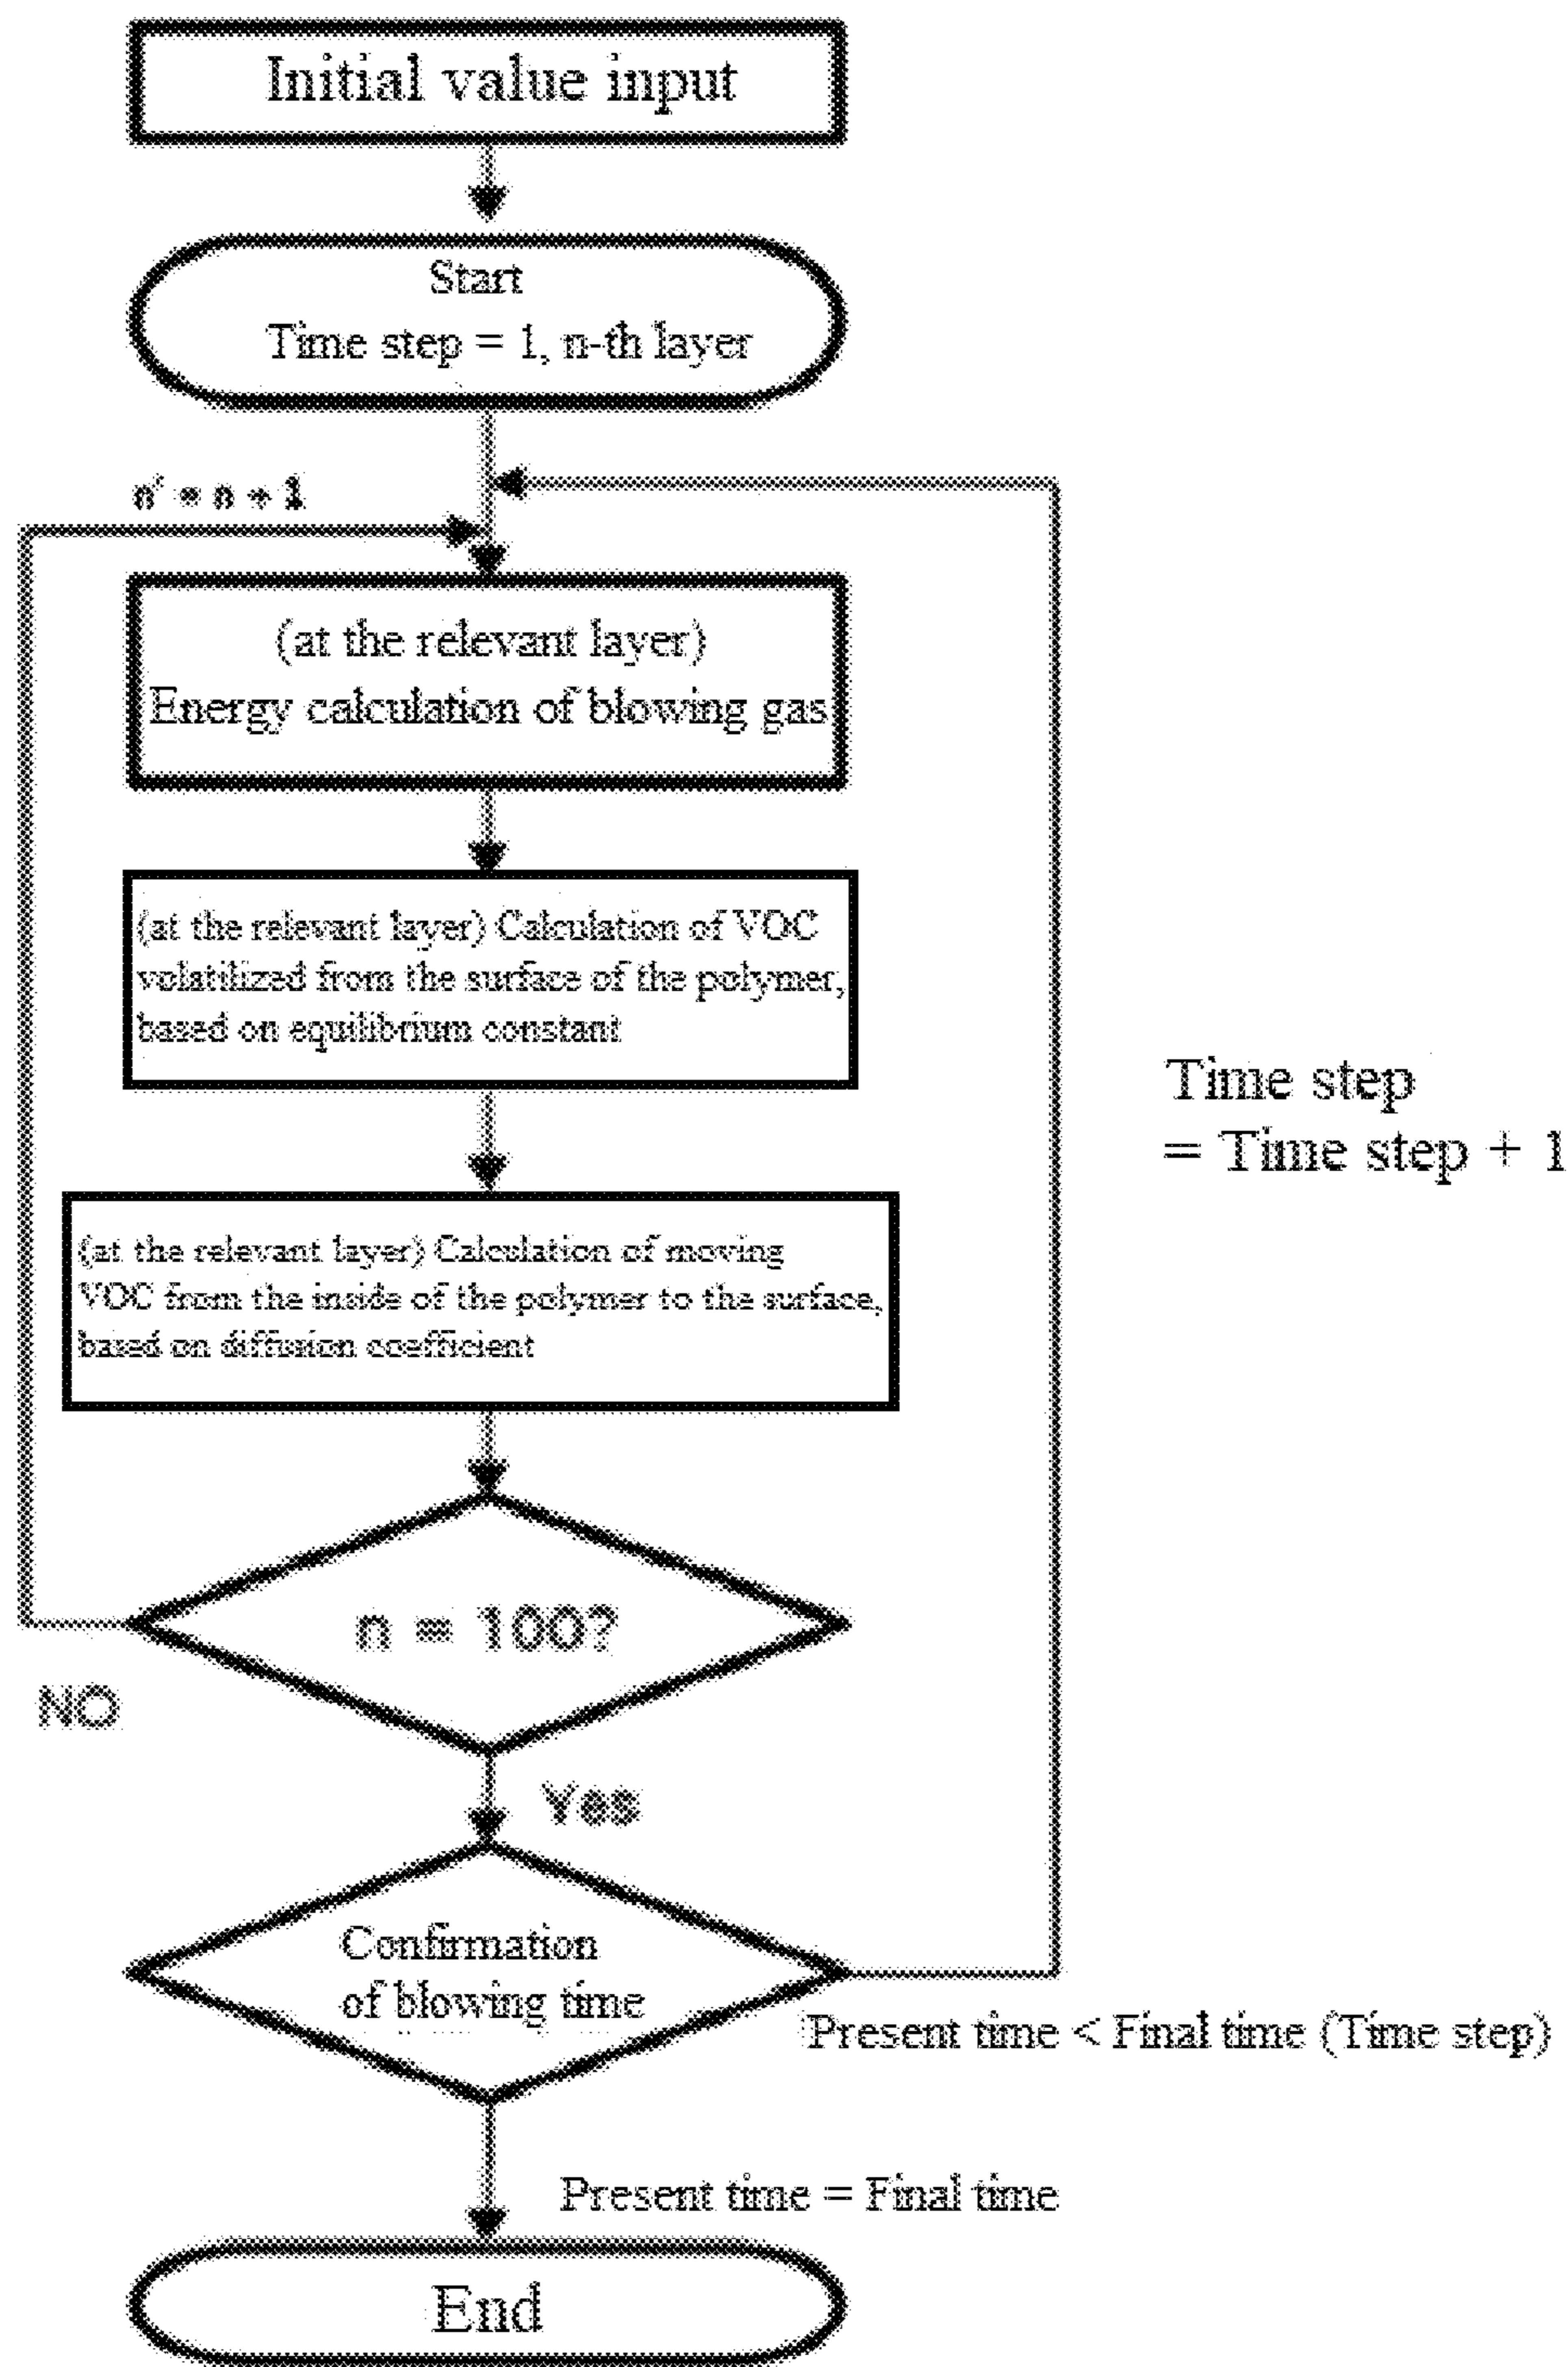 Initial value input
Start
Time step = 1, n-th layer
n' = n + 1
(at the relevant layer)
Energy calculation of blowing gas
(at the relevant layer) Calculation of VOC
volatilized from the surface of the polymer,
based on equilibrium constant
Time step
= Time step + 1
(at the relevant layer) Calculation of moving
VOC from the inside of the polymer to the surface,
based on diffusion coefficient
n = 100?
NO
Yes
Confirmation
of blowing time
Present time < Final time (Time step)
Present time = Final time
End